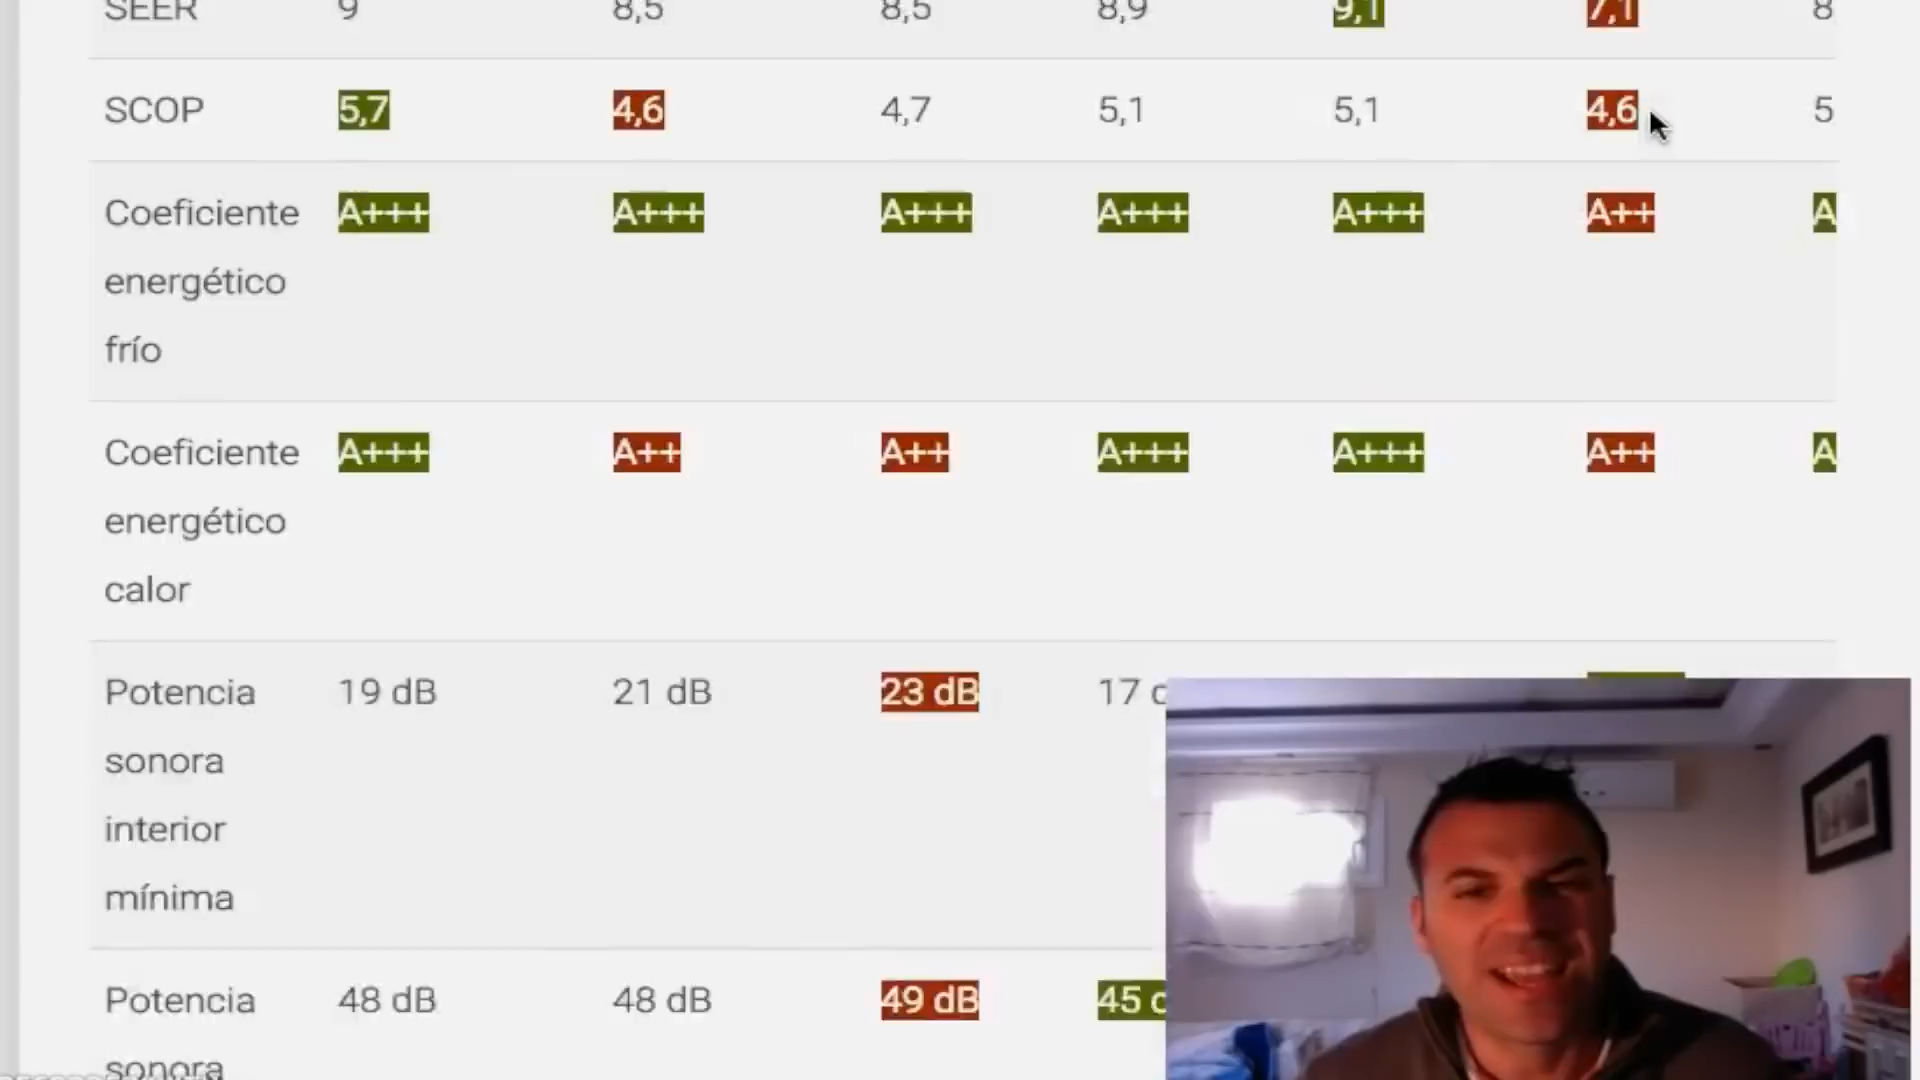 SEER 9 8,5 8,5 8,9 9,1 7,1 8
SCOP 5,7 4,6 4,7 5,1 5,1 4,6 5
Coeficiente A+++ A+++ A+++ A+++ A+++ A++ A
energético
frío
Coeficiente A+++ A++ A++ A+++ A+++ A++ A
energético
calor
Potencia 19 dB 21 dB 23 dB 17
sonora
interior
mínima
Potencia 48 dB 48 dB 49 dB 45
sonora